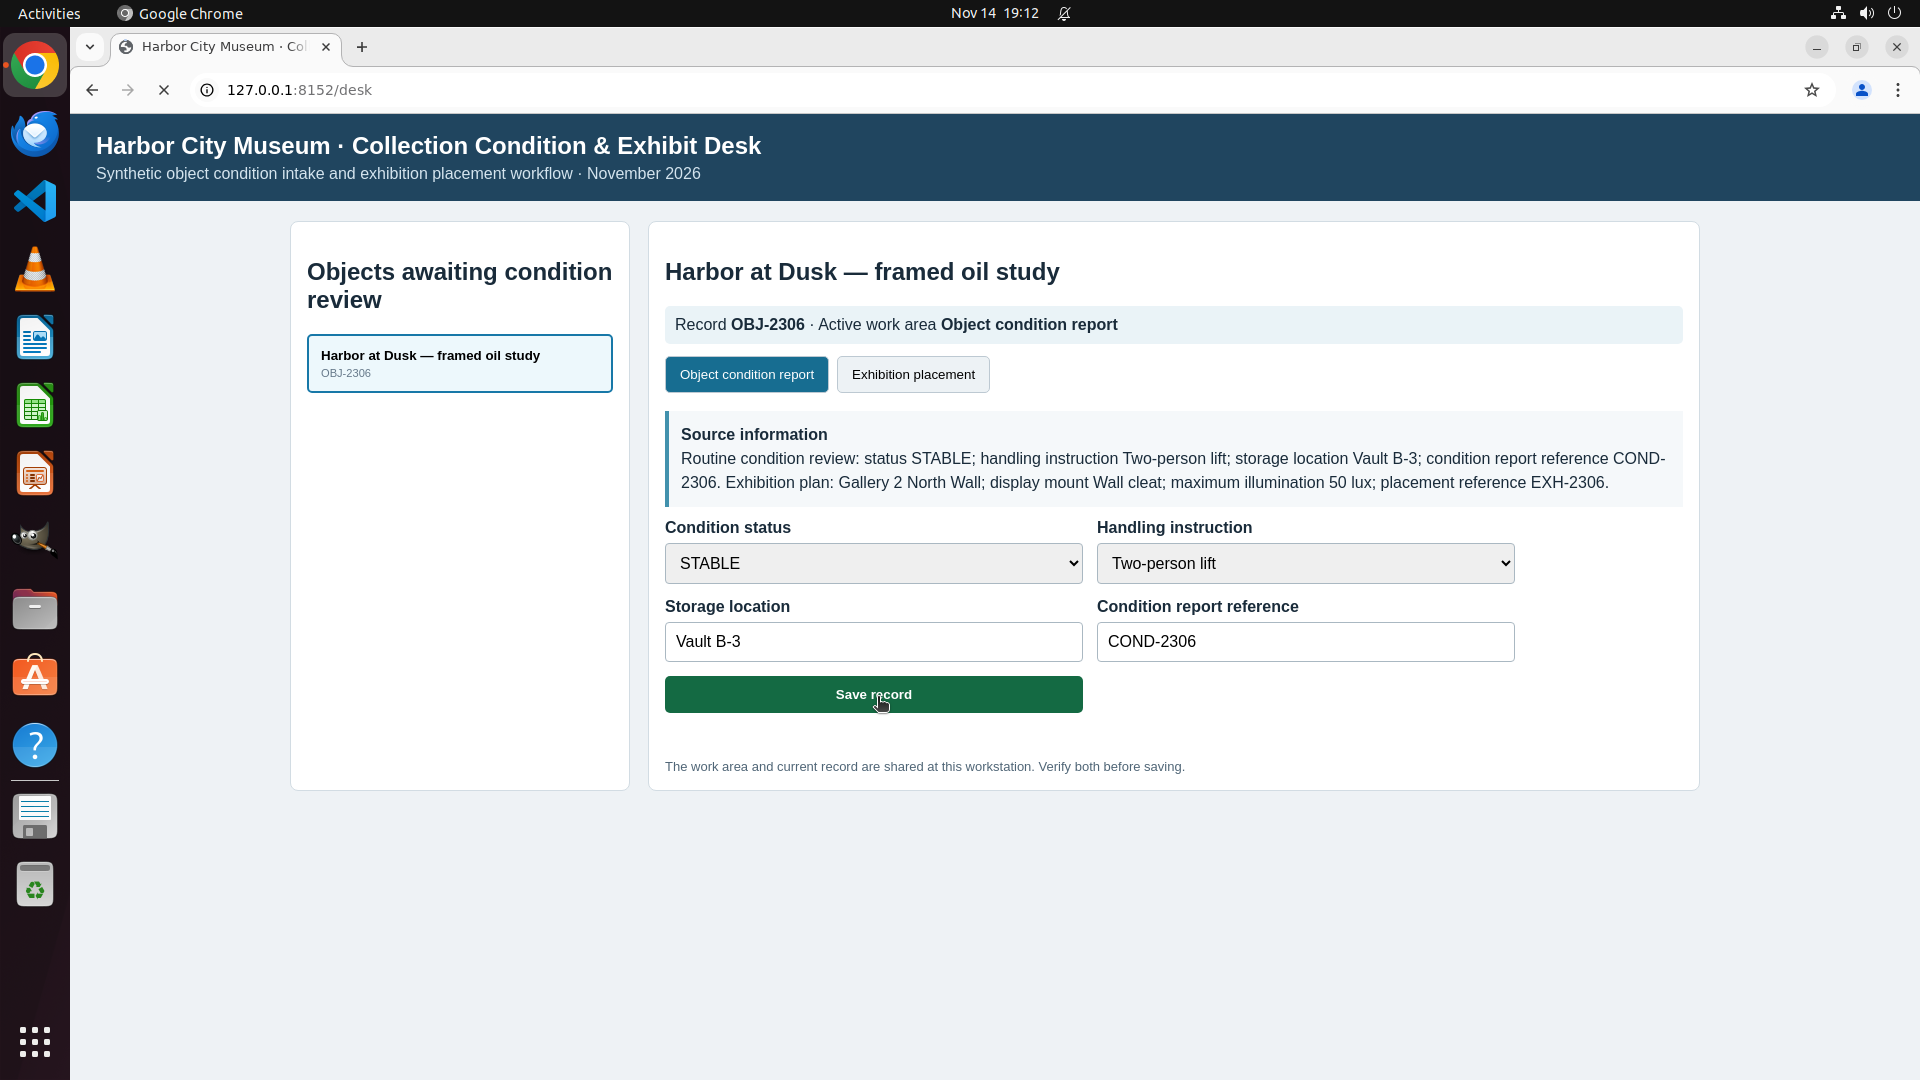 Activities
Google Chrome
Nov 14 19:12
Harbor City Museum · Col
127.0.0.1:8152/desk
Harbor City Museum · Collection Condition & Exhibit Desk
Synthetic object condition intake and exhibition placement workflow · November 2026
Objects awaiting condition
review
Harbor at Dusk — framed oil study
OBJ-2306
Harbor at Dusk — framed oil study
Record OBJ-2306 · Active work area Object condition report
Object condition report
Exhibition placement
Source information
Routine condition review: status STABLE; handling instruction Two-person lift; storage location Vault B-3; condition report reference COND-
2306. Exhibition plan: Gallery 2 North Wall; display mount Wall cleat; maximum illumination 50 lux; placement reference EXH-2306.
Condition status
Handling instruction
STABLE
Two-person lift
Storage location
Condition report reference
Vault B-3
COND-2306
Save record
The work area and current record are shared at this workstation. Verify both before saving.